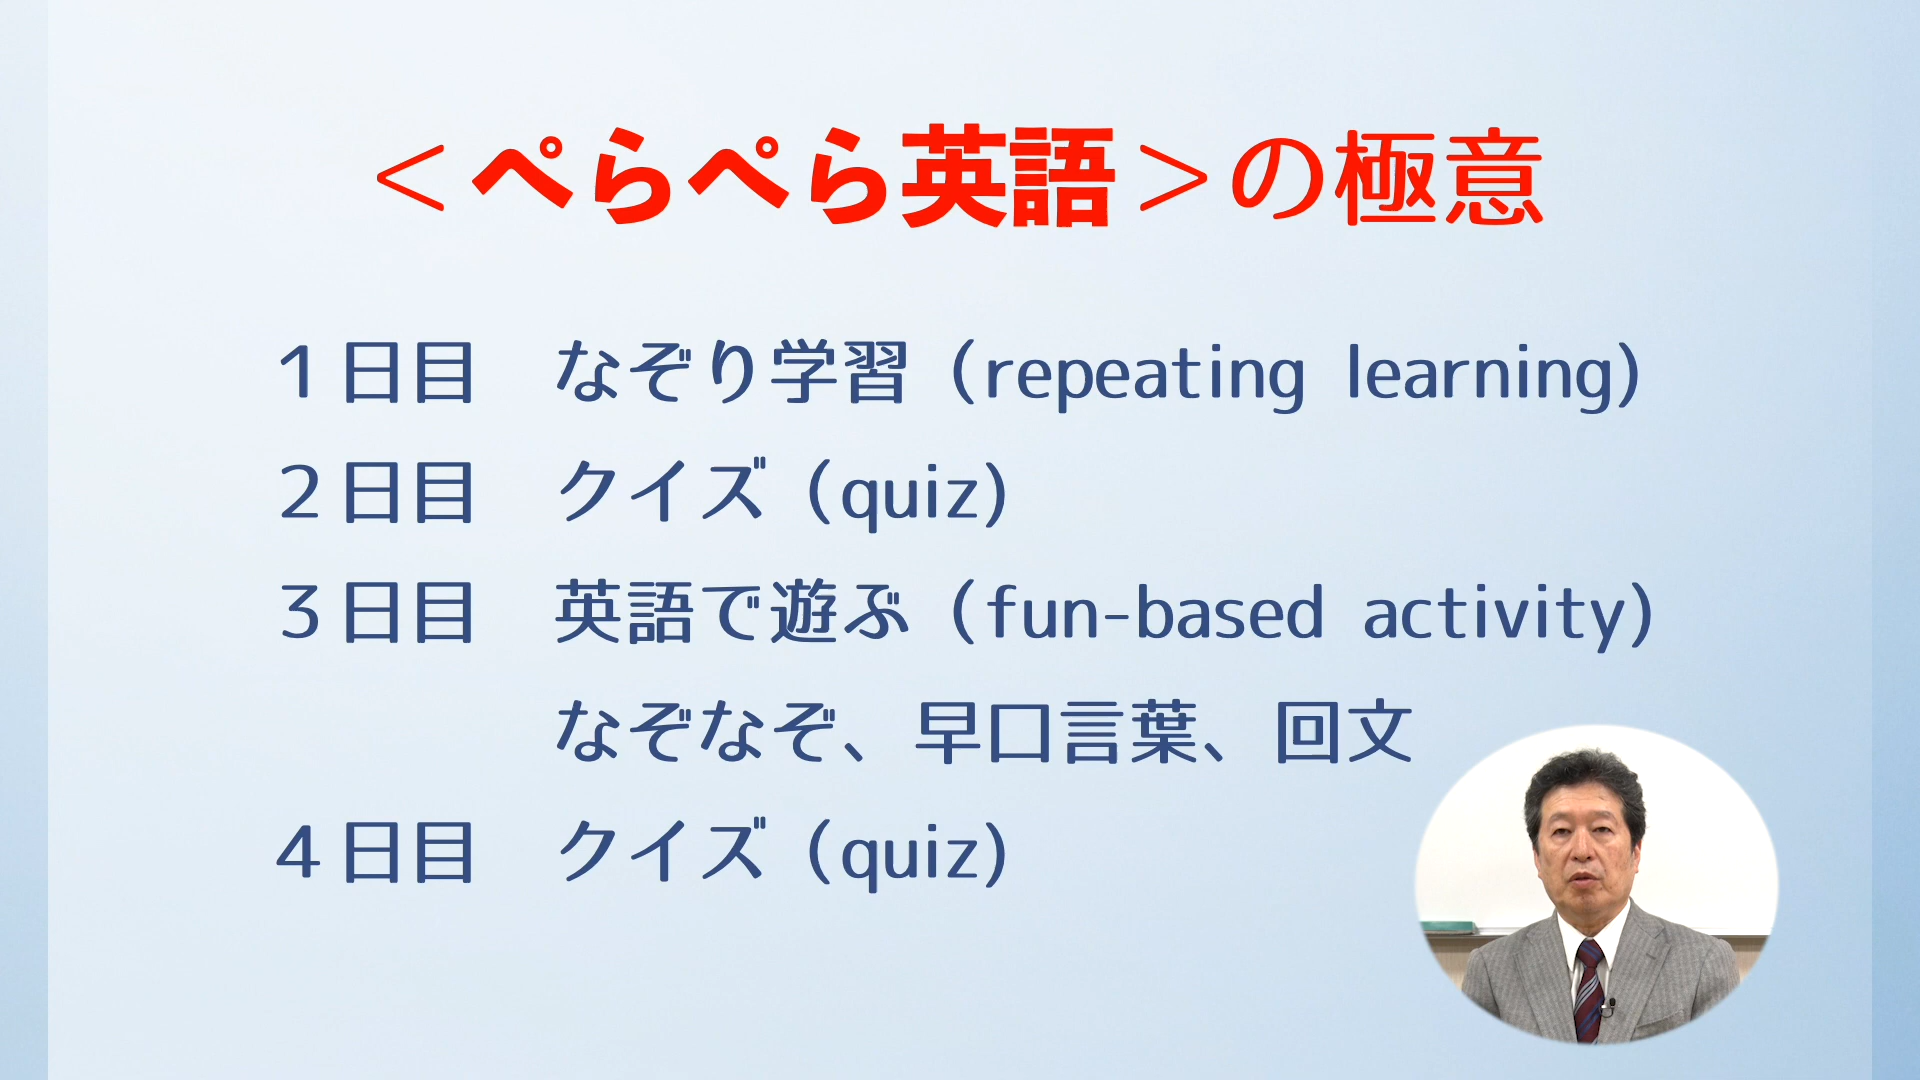 ＜ぺらぺら英語＞の極意
１日目　なぞり学習（repeating learning)
２日目　クイズ（quiz)
３日目　英語で遊ぶ（fun-based activity)
なぞなぞ、早口言葉、回文
４日目　クイズ（quiz)